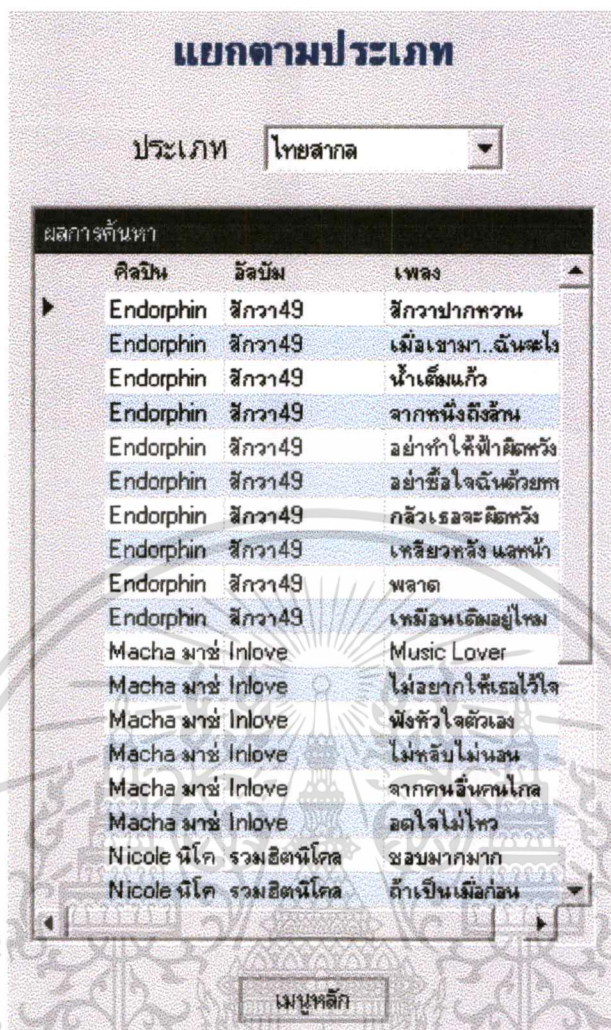 แยกตามประเภท
ประเภท ไทยสากล
ผลการค้นหา
ศิลปิน อัลบัม เพลง
Endorphin สักวา49 สักวาปากหวาน
Endorphin สักวา49 เมื่อเขามา..ฉันจะไง
Endorphin สักวา49 น้ำเต็มแก้ว
Endorphin สักวา49 จากหนึ่งถึงล้าน
Endorphin สักวา49 อย่าทำให้ฟ้าผิดหวัง
Endorphin สักวา49 อย่าซื้อใจฉันด้วย
Endorphin สักวา49 กลัวเธอจะผิดหวัง
Endorphin สักวา49 เหลียวหลัง แลหน้า
Endorphin สักวา49 พลาด
Endorphin สักวา49 เหมือนเดิมอยู่ไหม
Macha มาช่ Inlove Music Lover
Macha มาช่ Inlove ไม่อยากให้เธอไว้ใจ
Macha มาช่ Inlove ฟังหัวใจตัวเอง
Macha มาช่ Inlove ไม่หลับไม่นอน
Macha มาช่ Inlove จากคนอื่นคนไกล
Macha มาช่ Inlove อดใจไม่ไหว
Nicole นิโค รวมฮิตนิโคล ชอบมากมาก
Nicole นิโค รวมฮิตนิโคล ถ้าเป็นเมื่อก่อน
เมนูหลัก